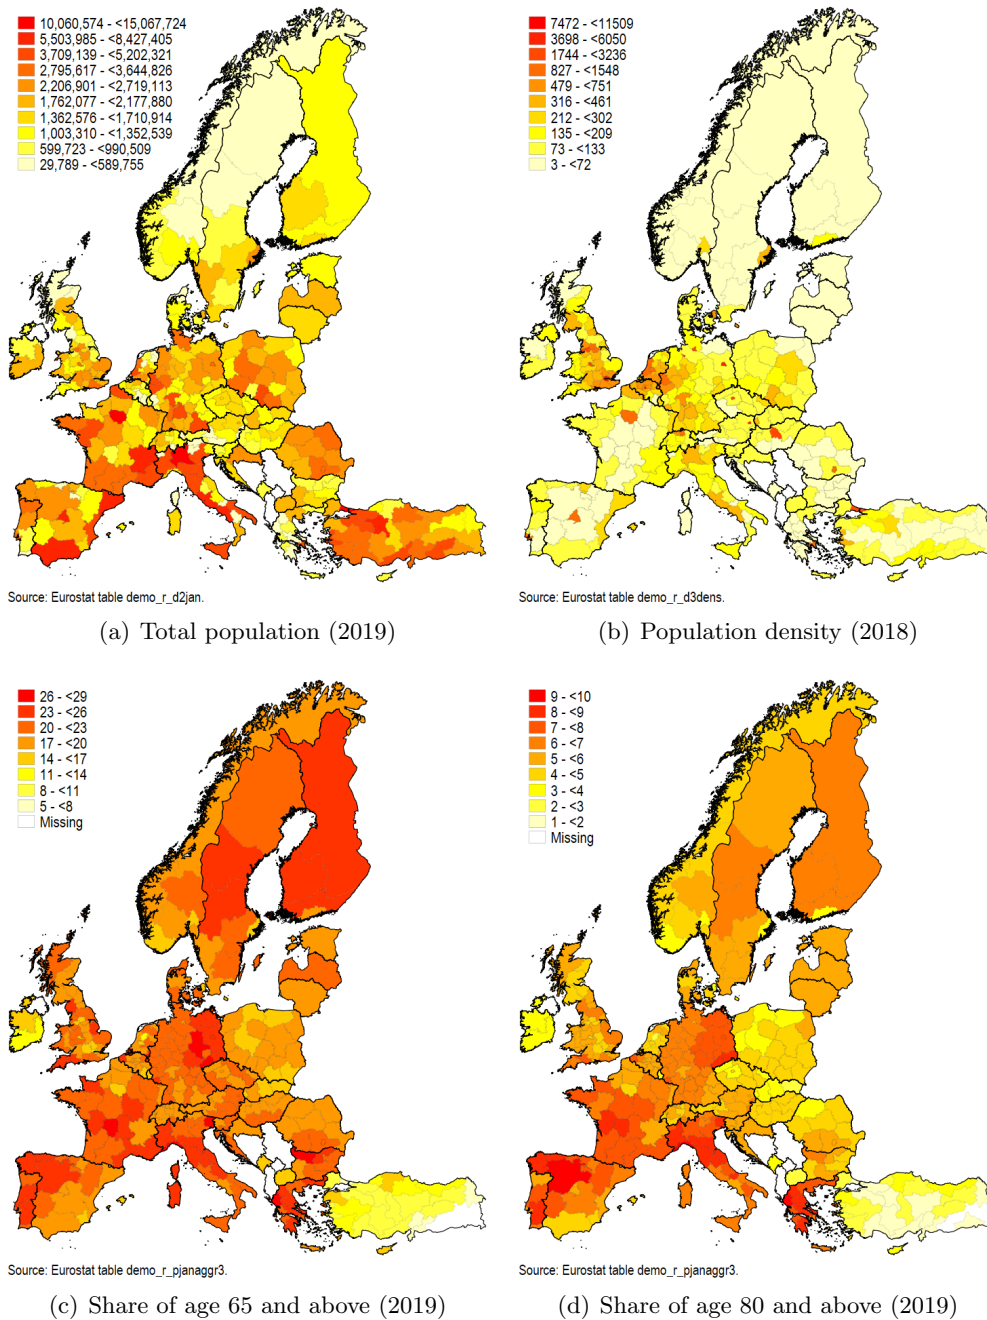 10,060,574 - <15,067,724
5,503,985 - <8,427,405
3,709,139 - <5,202,321
2,795,617 - <3,644,826
2,206,901 - <2,719,113
1,762,077 - <2,177,880
1,362,576 - <1,710,914
1,003,310 - <1,352,539
599,723 - <990,509
29,789 - <589,755
Source: Eurostat table demo_r_d2jan.
(a) Total population (2019)
7472 - <11509
3698 - <6050
1744 - <3236
827 - <1548
479 - <751
316 - <461
212 - <302
135 - <209
73 - <133
3 - <72
Source: Eurostat table demo_r_d3dens.
(b) Population density (2018)
26 - <29
23 - <26
20 - <23
17 - <20
14 - <17
11 - <14
8 - <11
5 - <8
Missing
Source: Eurostat table demo_r_pjanaggr3.
(c) Share of age 65 and above (2019)
9 - <10
8 - <9
7 - <8
6 - <7
5 - <6
4 - <5
3 - <4
2 - <3
1 - <2
Missing
Source: Eurostat table demo_r_pjanaggr3.
(d) Share of age 80 and above (2019)